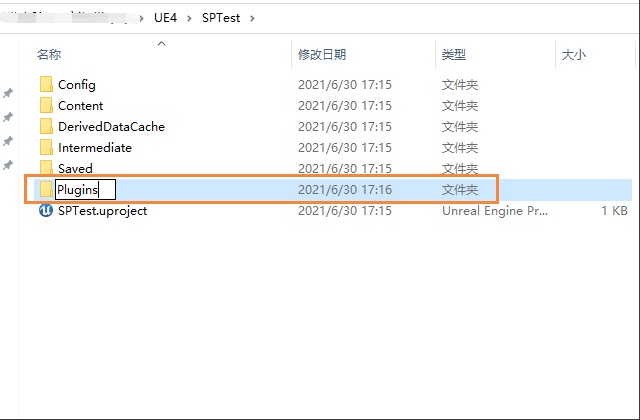 UE4 SPTest
名称 修改日期 类型 大小
Config 2021/6/30 17:15 文件夹
Content 2021/6/30 17:15 文件夹
DerivedDataCache 2021/6/30 17:15 文件夹
Intermediate 2021/6/30 17:15 文件夹
Saved 2021/6/30 17:15 文件夹
Plugins 2021/6/30 17:16 文件夹
SPTest.uproject 2021/6/30 17:15 Unreal Engine Pr... 1 KB